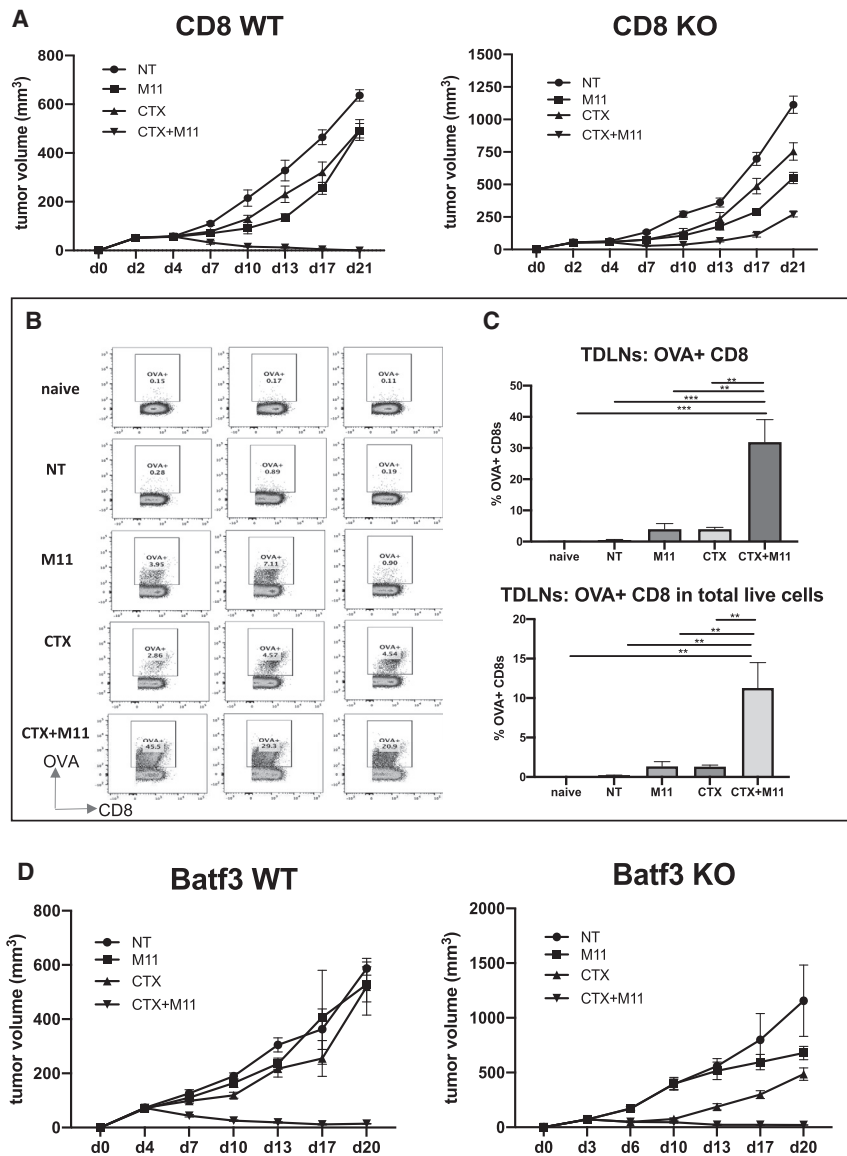 A
CD8 WT
CD8 KO
tumor volume (mm3)
800
600
400
200
0
NT
M11
CTX
CTX+M11
d0 d2 d4 d7 d10 d13 d17 d21
tumor volume (mm3)
1500
1250
1000
750
500
250
0
NT
M11
CTX
CTX+M11
d0 d2 d4 d7 d10 d13 d17 d21
B
naive
OVA+
0.15
OVA+
0.17
OVA+
0.11
NT
OVA+
0.28
OVA+
0.89
OVA+
0.19
M11
OVA+
3.95
OVA+
7.11
OVA+
0.90
CTX
OVA+
2.86
OVA+
4.57
OVA+
4.54
CTX+M11
OVA+
45.5
OVA+
29.3
OVA+
20.9
OVA
CD8
C
TDLNs: OVA+ CD8
% OVA+ CD8s
50
40
30
20
10
0
**
**
***
***
naive NT M11 CTX CTX+M11
TDLNs: OVA+ CD8 in total live cells
% OVA+ CD8s
20
15
10
5
0
**
**
**
**
naive NT M11 CTX CTX+M11
D
Batf3 WT
Batf3 KO
tumor volume (mm3)
800
600
400
200
0
NT
M11
CTX
CTX+M11
d0 d4 d7 d10 d13 d17 d20
tumor volume (mm3)
2000
1500
1000
500
0
NT
M11
CTX
CTX+M11
d0 d3 d6 d10 d13 d17 d20